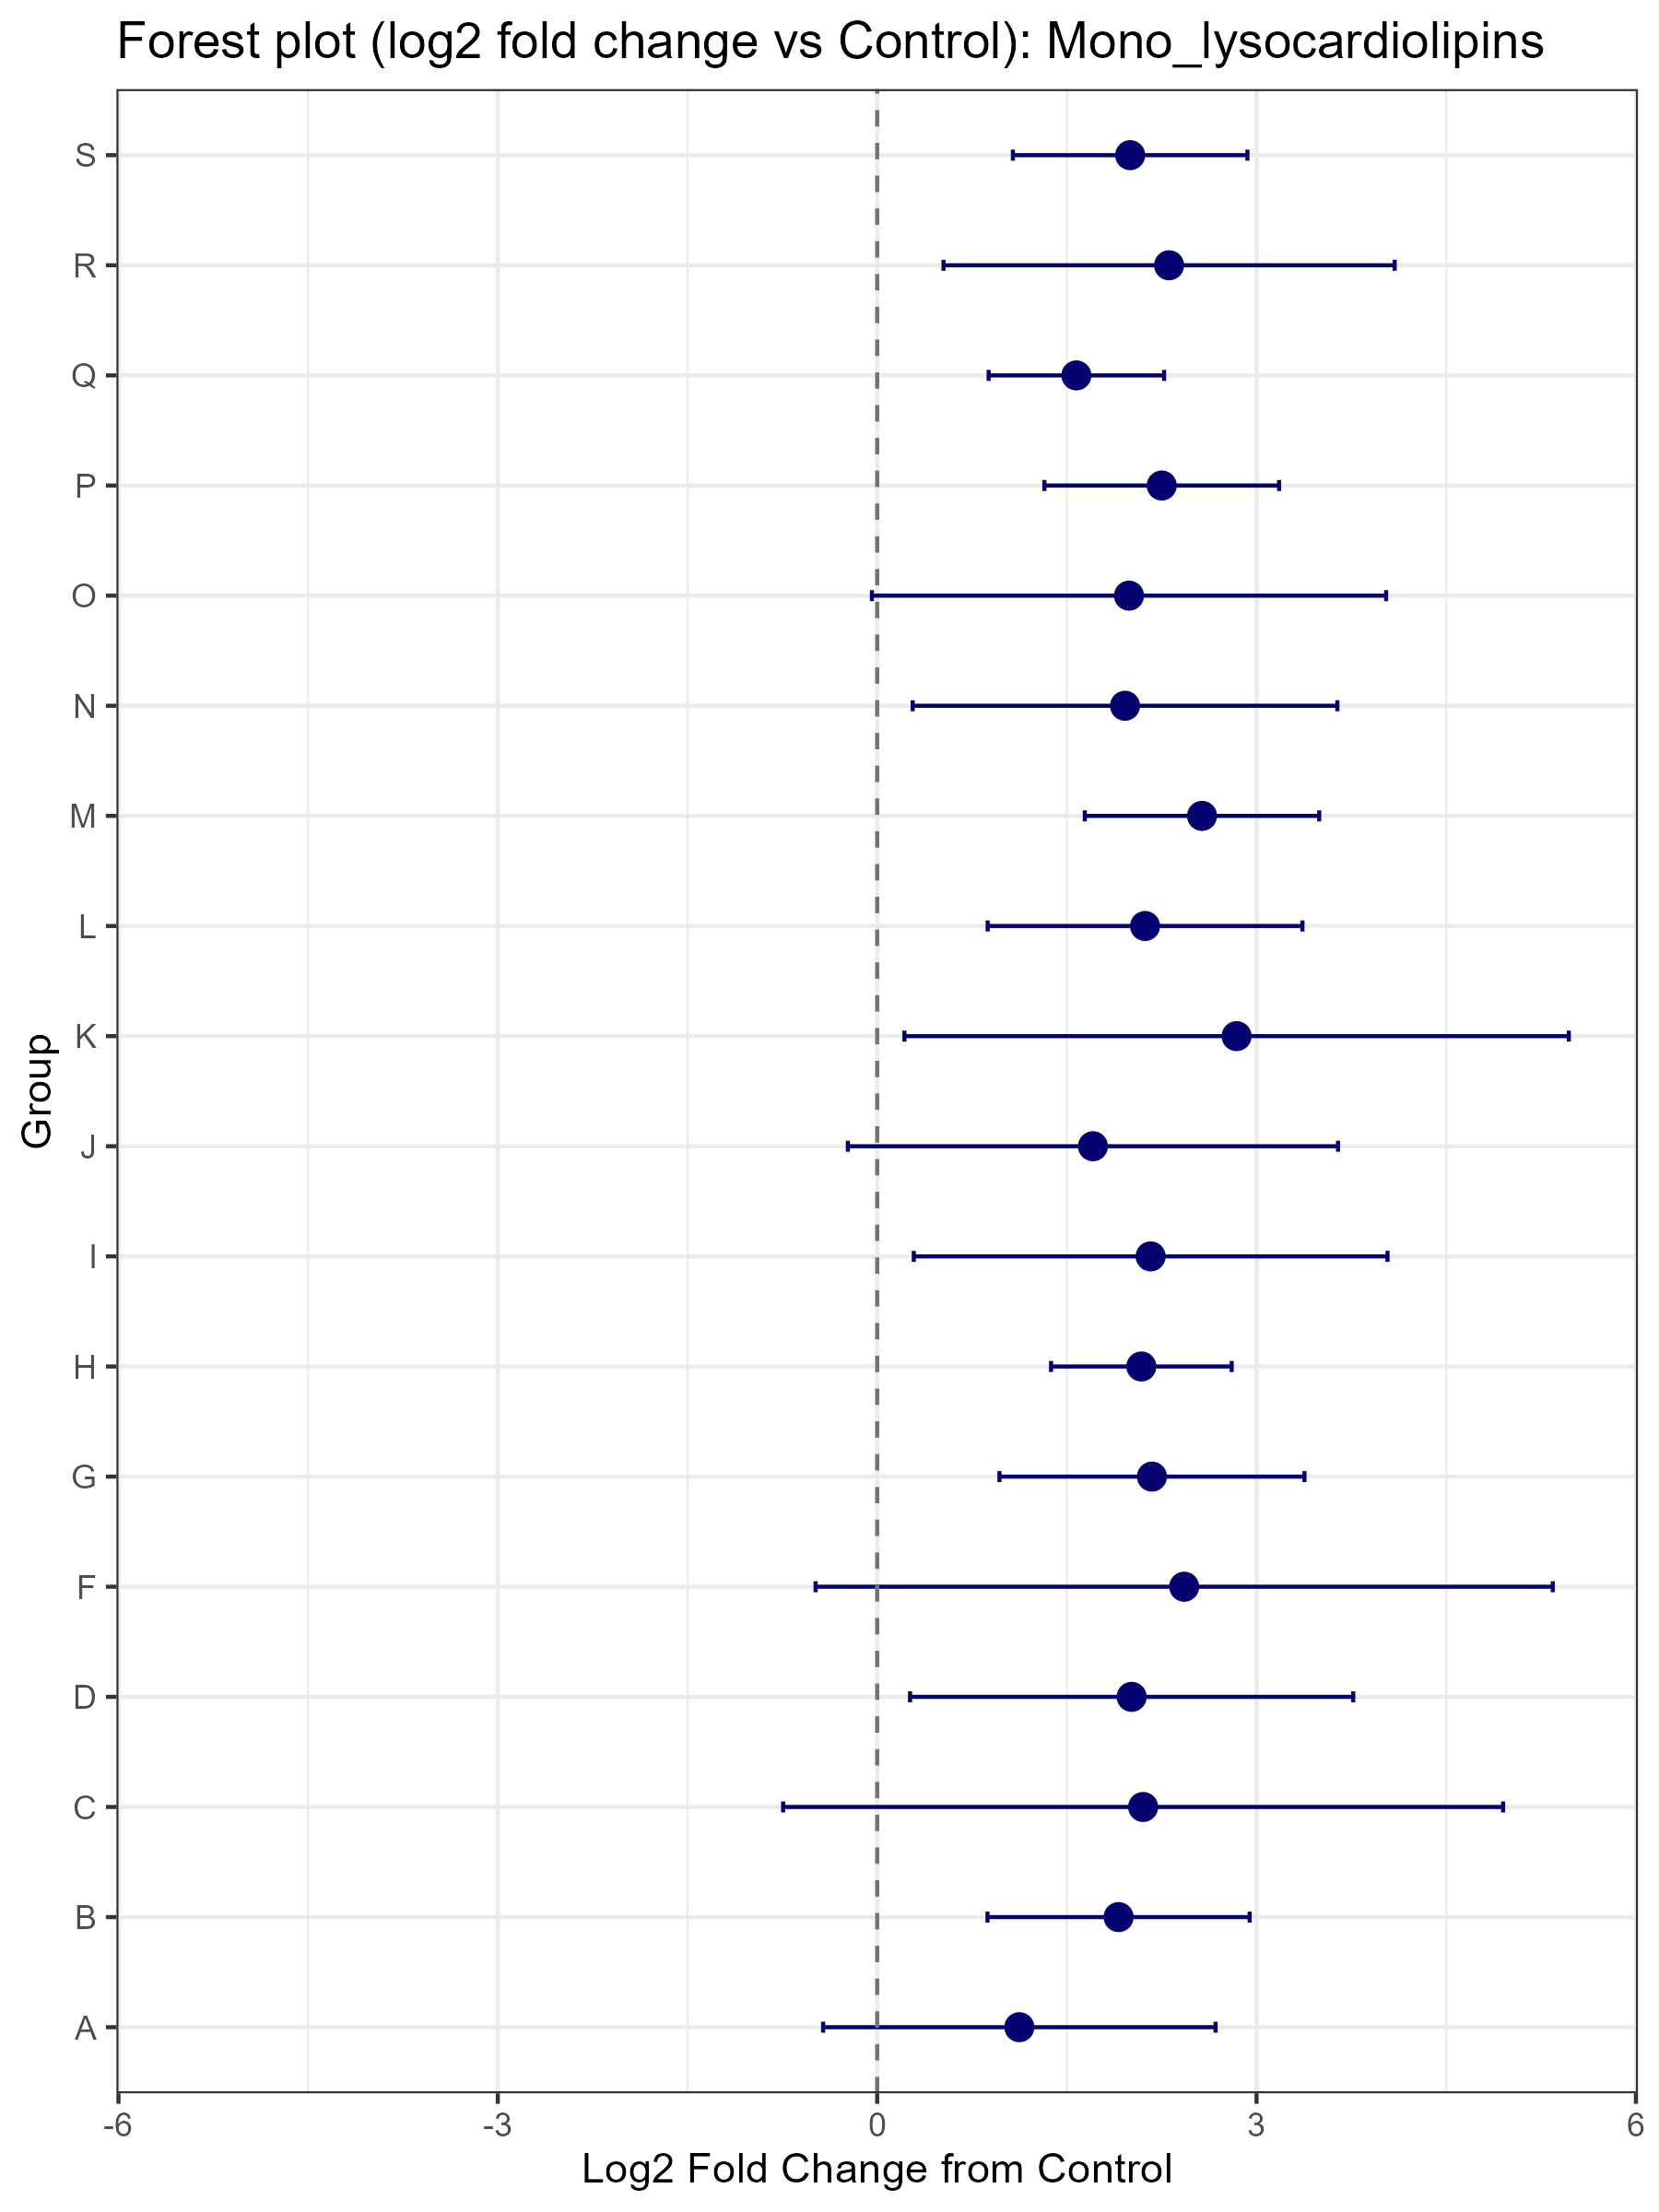 Forest plot (log2 fold change vs Control): Mono_lysocardiolipins
Group
S
R
Q
P
O
N
M
L
K
J
I
H
G
F
D
C
B
A
-6 -3 0 3 6
Log2 Fold Change from Control